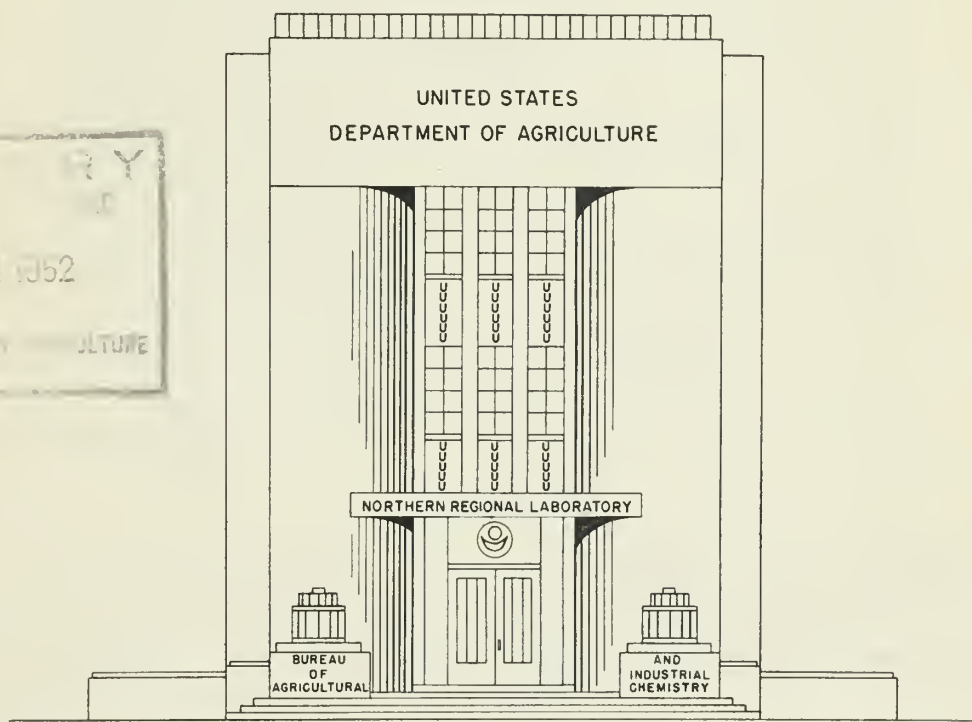 UNITED STATES
DEPARTMENT OF AGRICULTURE
NORTHERN REGIONAL LABORATORY
BUREAU
OF
AGRICULTURAL
AND
INDUSTRIAL
CHEMISTRY